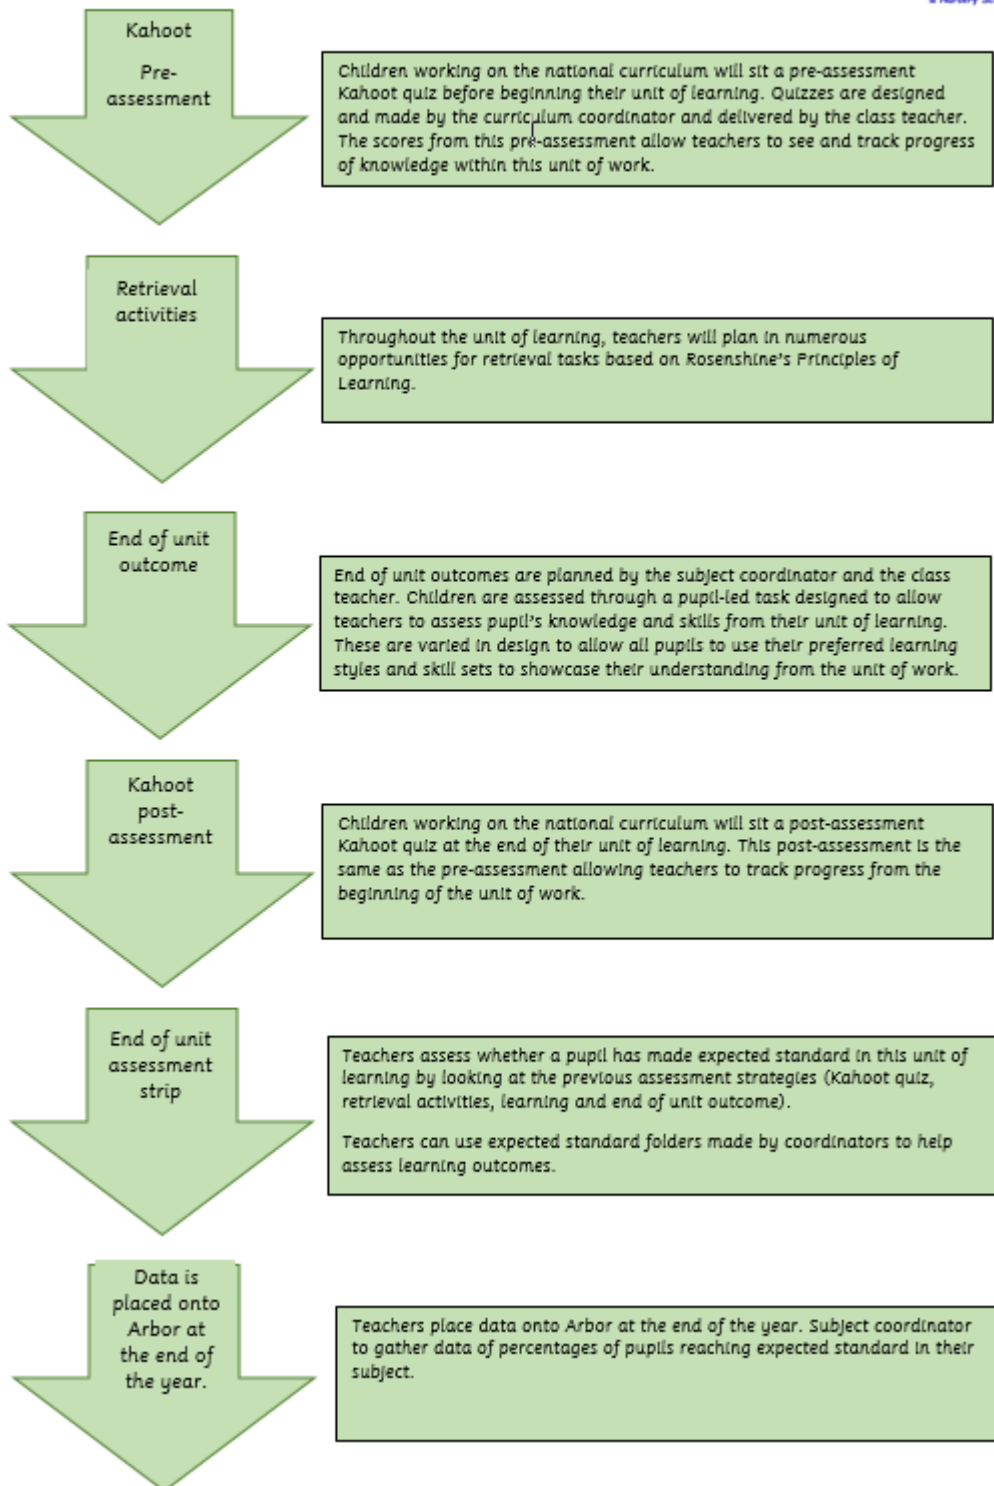 Kahoot
Pre-
assessment
Children working on the national curriculum will sit a pre-assessment
Kahoot quiz before beginning their unit of learning. Quizzes are designed
and made by the curriculum coordinator and delivered by the class teacher.
The scores from this pre-assessment allow teachers to see and track progress
of knowledge within this unit of work.
Retrieval
activities
Throughout the unit of learning, teachers will plan in numerous
opportunities for retrieval tasks based on Rosenshine's Principles of
Learning.
End of unit
outcome
End of unit outcomes are planned by the subject coordinator and the class
teacher. Children are assessed through a pupil-led task designed to allow
teachers to assess pupil's knowledge and skills from their unit of learning.
These are varied in design to allow all pupils to use their preferred learning
styles and skill sets to showcase their understanding from the unit of work.
Kahoot
post-
assessment
Children working on the national curriculum will sit a post-assessment
Kahoot quiz at the end of their unit of learning. This post-assessment is the
same as the pre-assessment allowing teachers to track progress from the
beginning of the unit of work.
End of unit
assessment
strip
Teachers assess whether a pupil has made expected standard in this unit of
learning by looking at the previous assessment strategies (Kahoot quiz,
retrieval activities, learning and end of unit outcome).
Teachers can use expected standard folders made by coordinators to help
assess learning outcomes.
Data is
placed onto
Arbor at
the end of
the year.
Teachers place data onto Arbor at the end of the year. Subject coordinator
to gather data of percentages of pupils reaching expected standard in their
subject.